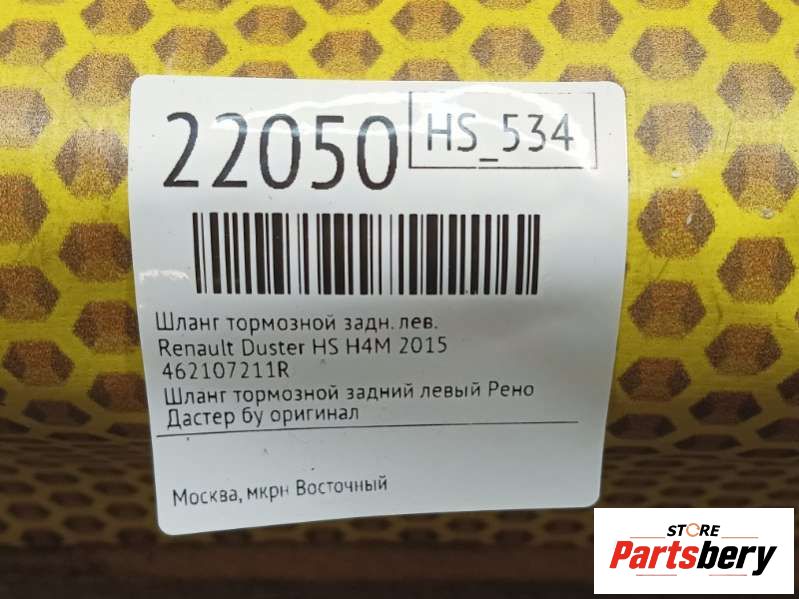 22050
HS_534
Шланг тормозной задн. лев.
Renault Duster HS H4M 2015
462107211R
Шланг тормозной задний левый Рено
Дастер бу оригинал
Москва, мкрн Восточный
STORE
Partsbery